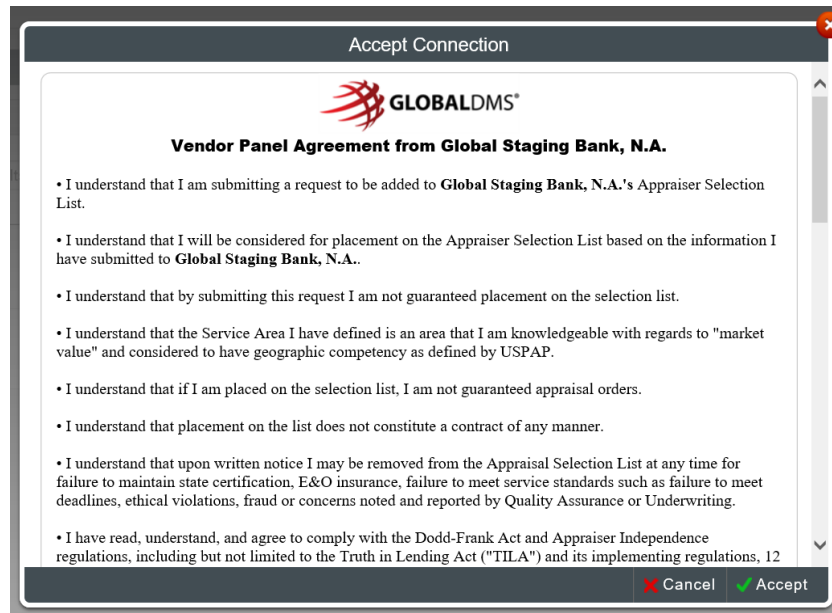 Accept Connection
GLOBALDMS®
Vendor Panel Agreement from Global Staging Bank, N.A.
• I understand that I am submitting a request to be added to Global Staging Bank, N.A.'s Appraiser Selection
List.
• I understand that I will be considered for placement on the Appraiser Selection List based on the information I
have submitted to Global Staging Bank, N.A..
• I understand that by submitting this request I am not guaranteed placement on the selection list.
• I understand that the Service Area I have defined is an area that I am knowledgeable with regards to "market
value" and considered to have geographic competency as defined by USPAP.
• I understand that if I am placed on the selection list, I am not guaranteed appraisal orders.
• I understand that placement on the list does not constitute a contract of any manner.
• I understand that upon written notice I may be removed from the Appraisal Selection List at any time for
failure to maintain state certification, E&O insurance, failure to meet service standards such as failure to meet
deadlines, ethical violations, fraud or concerns noted and reported by Quality Assurance or Underwriting.
• I have read, understand, and agree to comply with the Dodd-Frank Act and Appraiser Independence
regulations, including but not limited to the Truth in Lending Act ("TILA") and its implementing regulations, 12
Cancel Accept